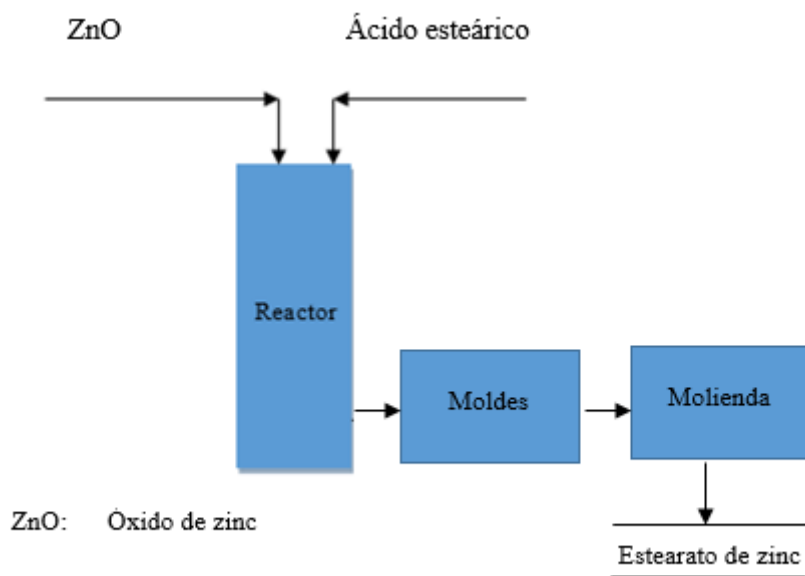 ZnO
Ácido esteárico
Reactor
Moldes
Molienda
ZnO: Óxido de zinc
Estearato de zinc